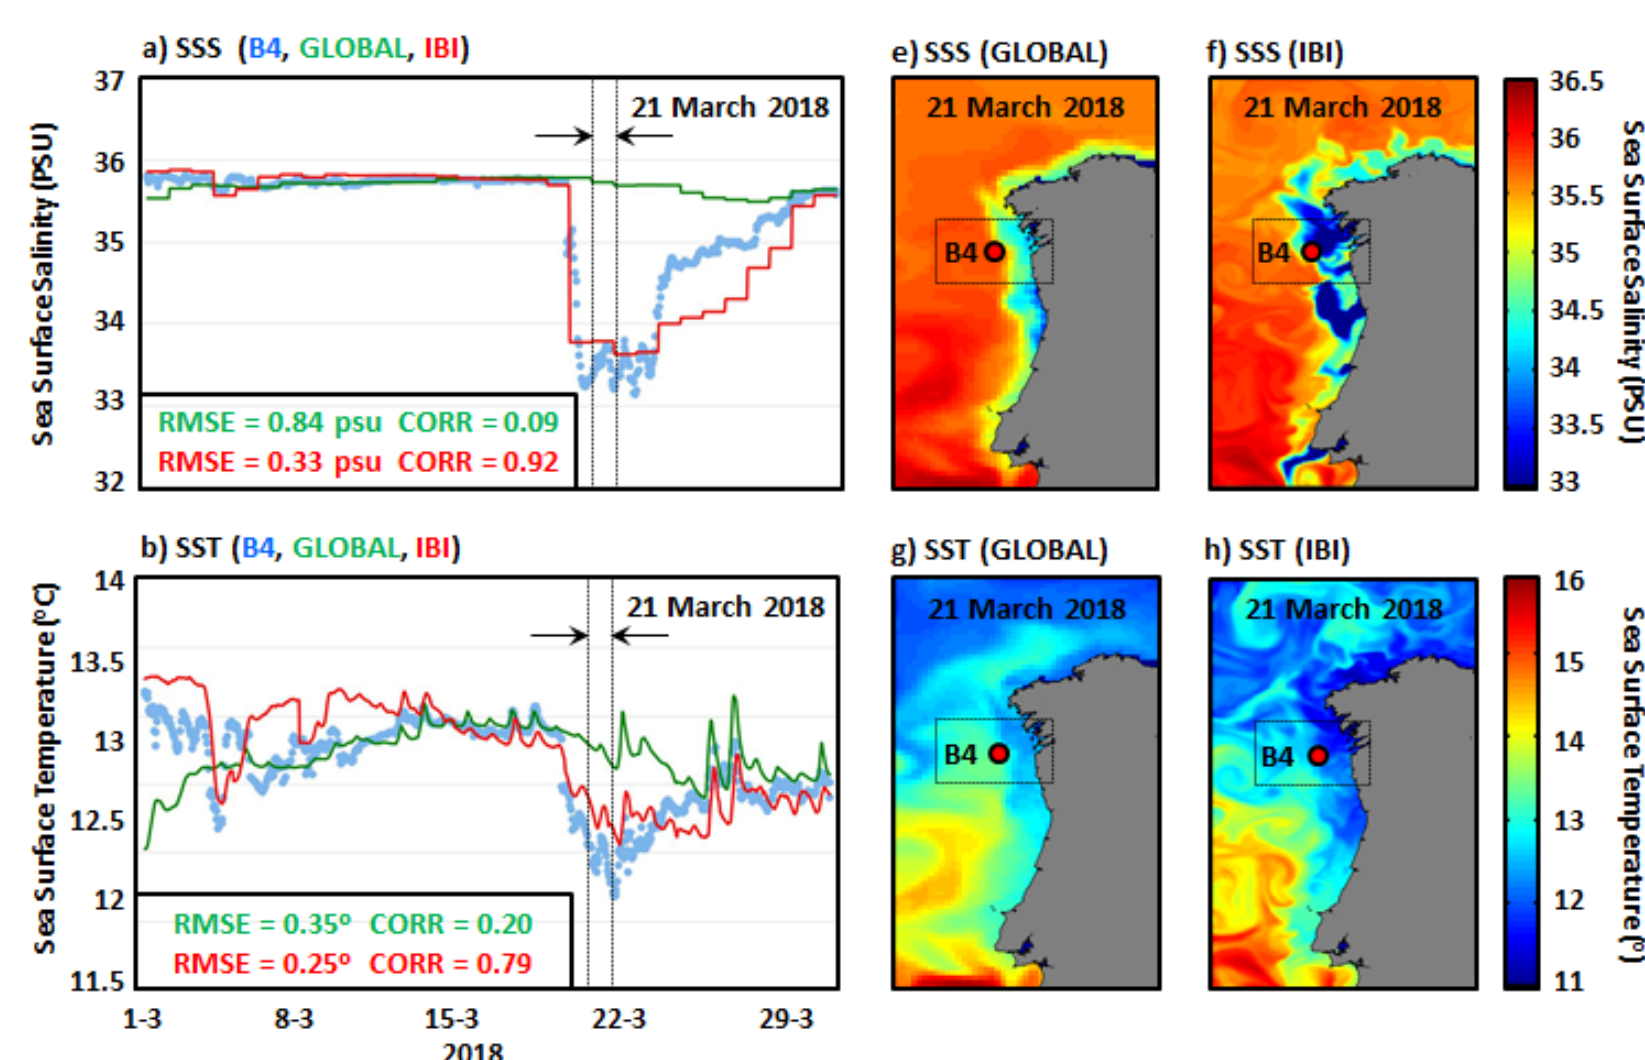 a) SSS (B4, GLOBAL, IBI)
37
36
35
34
33
32
Sea Surface Salinity (PSU)
21 March 2018
RMSE = 0.84 psu CORR = 0.09
RMSE = 0.33 psu CORR = 0.92
e) SSS (GLOBAL)
21 March 2018
B4
f) SSS (IBI)
21 March 2018
B4
36.5
36
35.5
35
34.5
34
33.5
33
Sea Surface Salinity (PSU)
b) SST (B4, GLOBAL, IBI)
14
13.5
13
12.5
12
11.5
Sea Surface Temperature (ºC)
21 March 2018
RMSE = 0.35º CORR = 0.20
RMSE = 0.25º CORR = 0.79
1-3
8-3
15-3
22-3
29-3
2018
g) SST (GLOBAL)
21 March 2018
B4
h) SST (IBI)
21 March 2018
B4
16
15
14
13
12
11
Sea Surface Temperature (º)